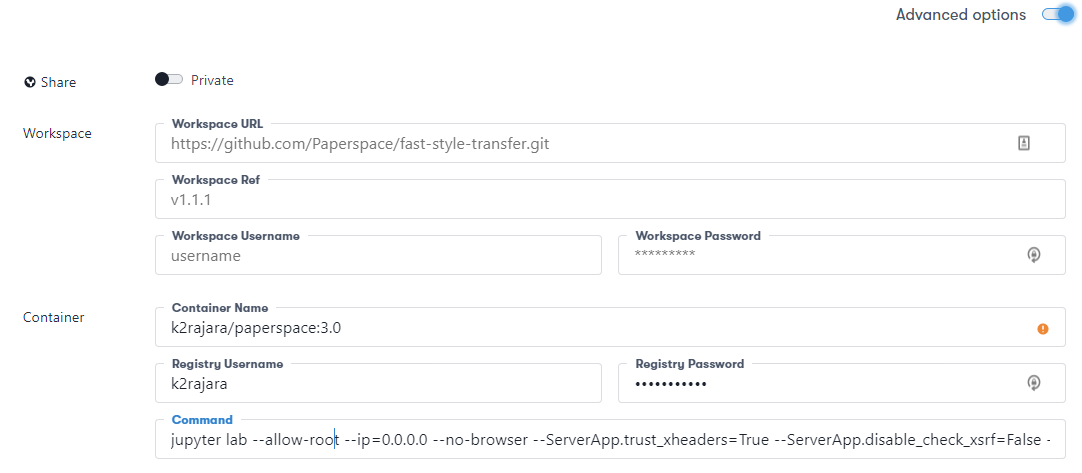 Advanced options
Share
Private
Workspace
Workspace URL
https://github.com/Paperspace/fast-style-transfer.git
Workspace Ref
v1.1.1
Workspace Username
username
Workspace Password
*********
Container
Container Name
k2rajara/paperspace:3.0
Registry Username
k2rajara
Registry Password
•••••••••••
Command
jupyter lab --allow-root --ip=0.0.0.0 --no-browser --ServerApp.trust_xheaders=True --ServerApp.disable_check_xsrf=False -